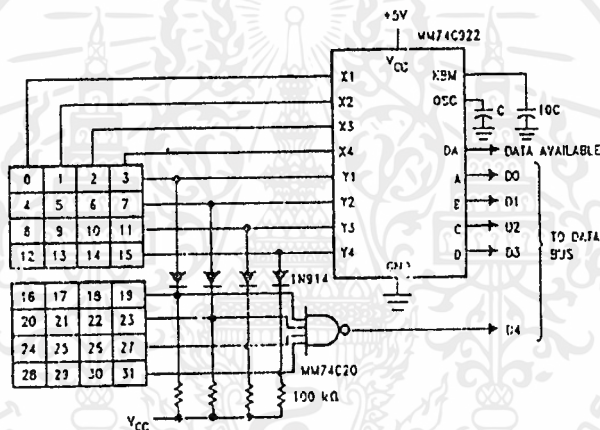 +5V
MM74C922
VCC
X1
X2
X3
X4
Y1
Y2
Y3
Y4
KBM
OSC
C
10C
DA
DATA AVAILABLE
A
D0
B
D1
C
D2
D
D3
TO DATA
BUS
GND
0 1 2 3
4 5 6 7
8 9 10 11
12 13 14 15
1N914
16 17 18 19
20 21 22 23
24 25 26 27
28 29 30 31
D4
MM74C20
100 kΩ
VCC